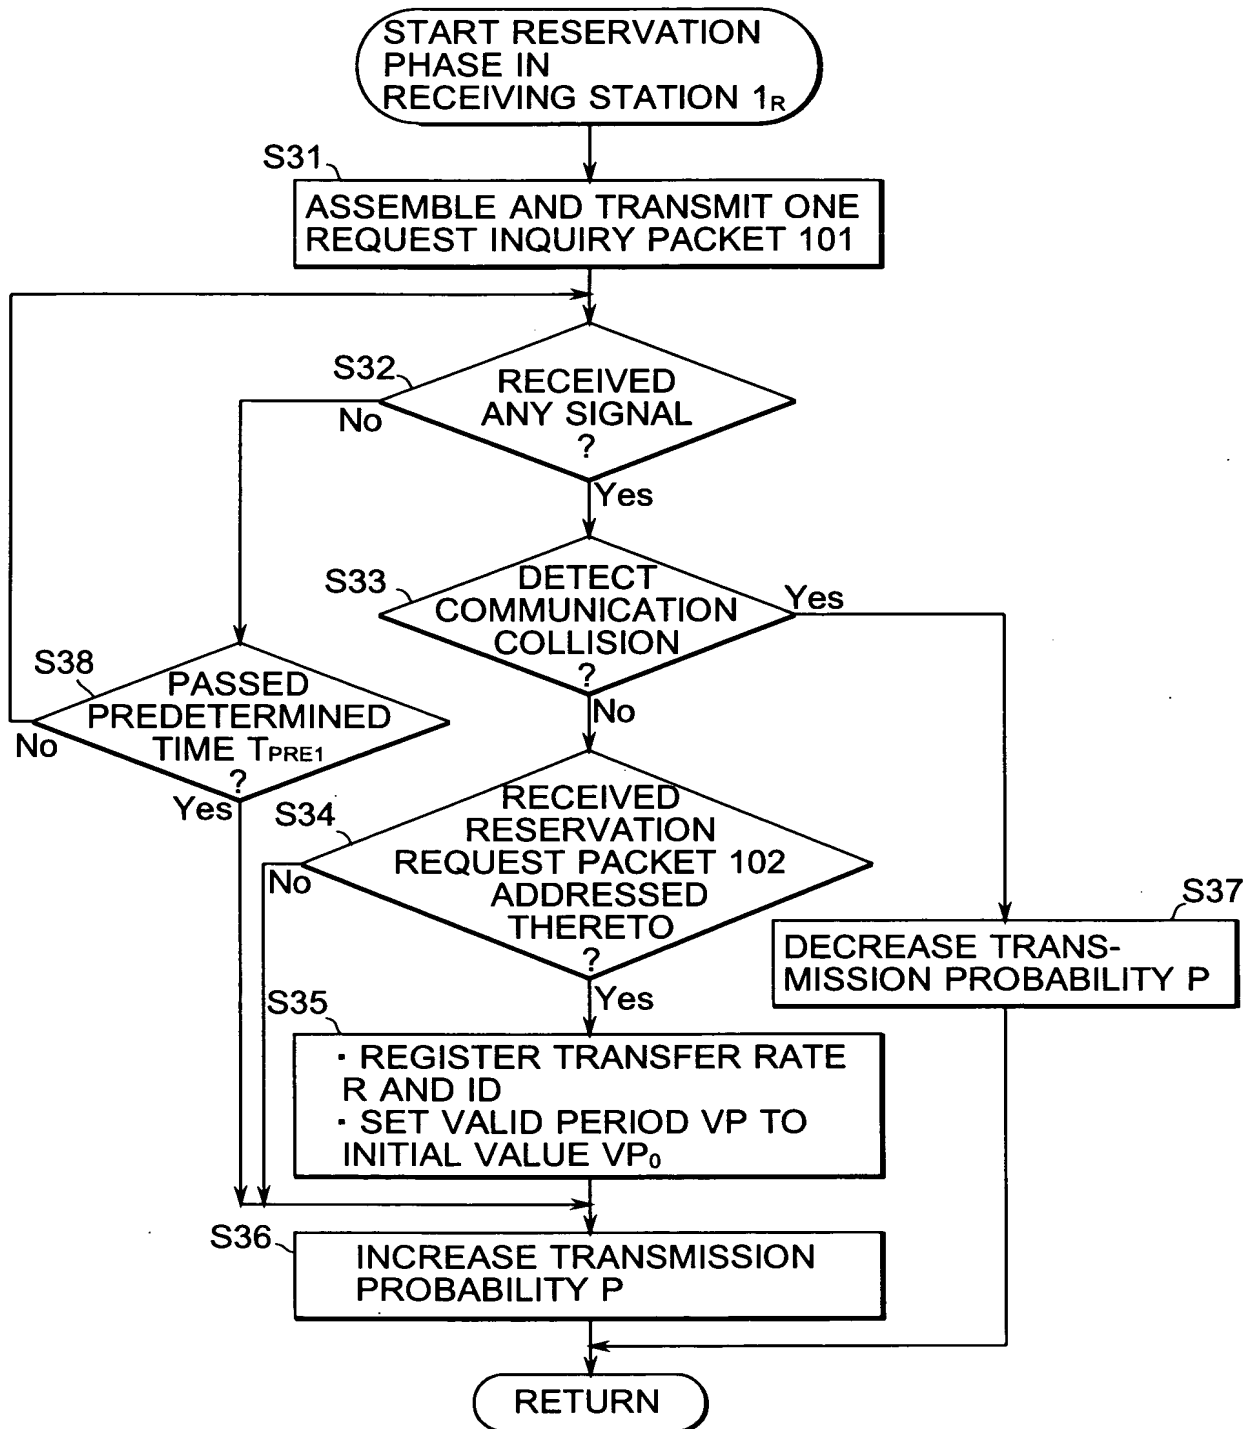 START RESERVATION
PHASE IN
RECEIVING STATION 1R
S31
ASSEMBLE AND TRANSMIT ONE
REQUEST INQUIRY PACKET 101
S32
RECEIVED
ANY SIGNAL
?
No
Yes
S33
DETECT
COMMUNICATION
COLLISION
?
Yes
No
S38
PASSED
PREDETERMINED
TIME TPRE1
?
No
Yes
S34
RECEIVED
RESERVATION
REQUEST PACKET 102
ADDRESSED
THERETO
?
No
Yes
S37
DECREASE TRANS-
MISSION PROBABILITY P
S35
· REGISTER TRANSFER RATE
R AND ID
· SET VALID PERIOD VP TO
INITIAL VALUE VP0
S36
INCREASE TRANSMISSION
PROBABILITY P
RETURN